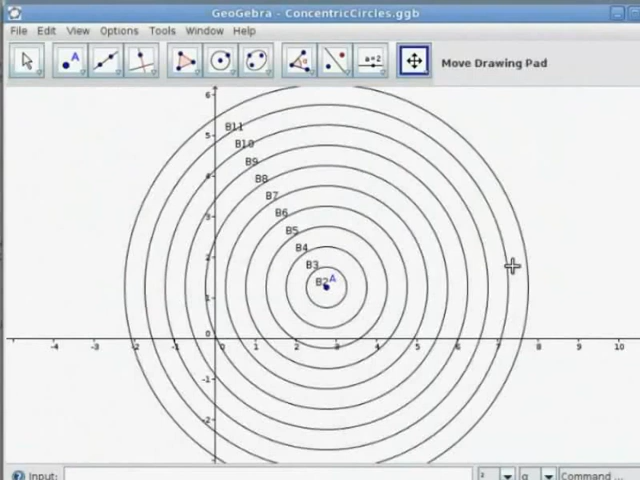 GeoGebra - ConcentricCircles.ggb
File Edit View Options Tools Window Help
A
a=2
Move Drawing Pad
6
B11
5
B10
B9
4
B8
B7
3
B6
B5
2
B4
B3
B2
A
1
0
-4 -3 -2 -1 0 1 2 3 4 5 6 7 8 9 10
-1
-2
Input:
α
Command ...